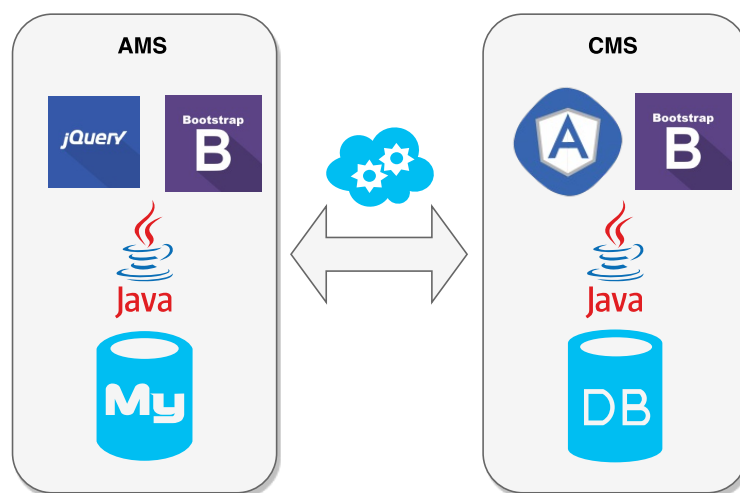 AMS
CMS
jQuery
Bootstrap
B
A
Bootstrap
B
Java
Java
My
DB